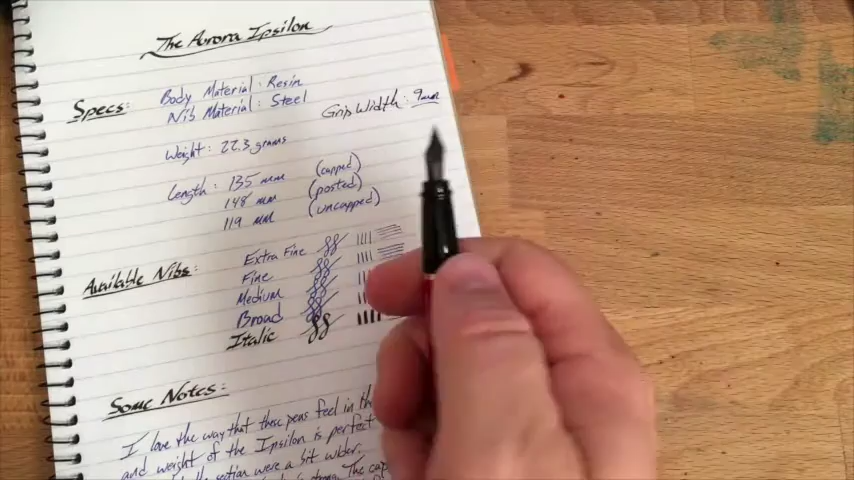 The Aurora Ipsilon
Specs: Body Material: Resin
Nib Material: Steel
Grip Width: 9mm
Weight: 22.3 grams
Length: 135 mm (capped)
148 mm (posted)
119 mm (uncapped)
Available Nibs: Extra Fine
Fine
Medium
Broad
Italic
Some Notes:
I love the way that these pens feel in the
and weight of the Ipsilon is perfect
section were a bit wider.
is strong. The cap